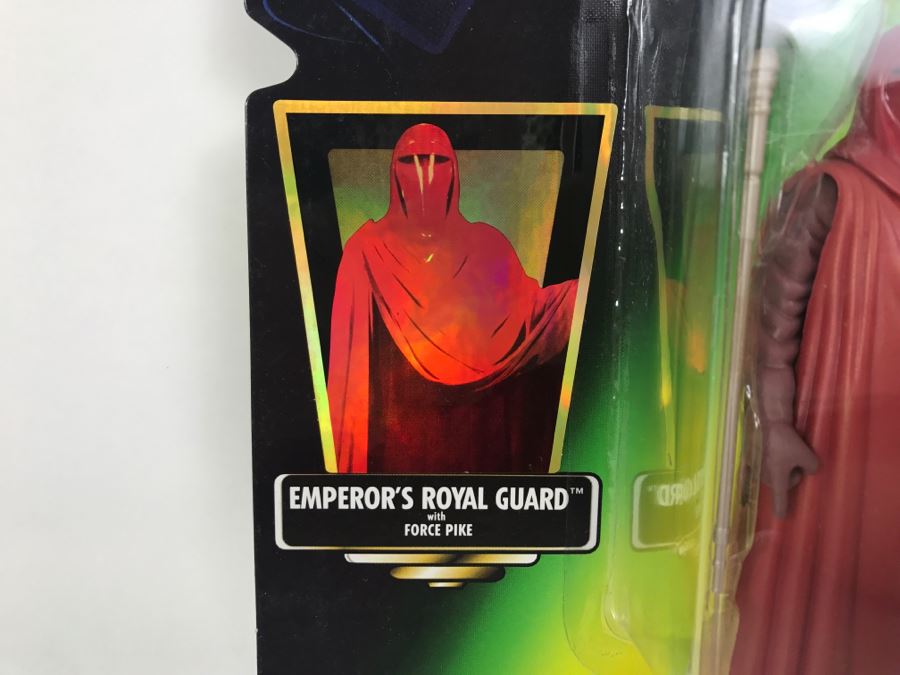 EMPEROR'S ROYAL GUARD™
with
FORCE PIKE